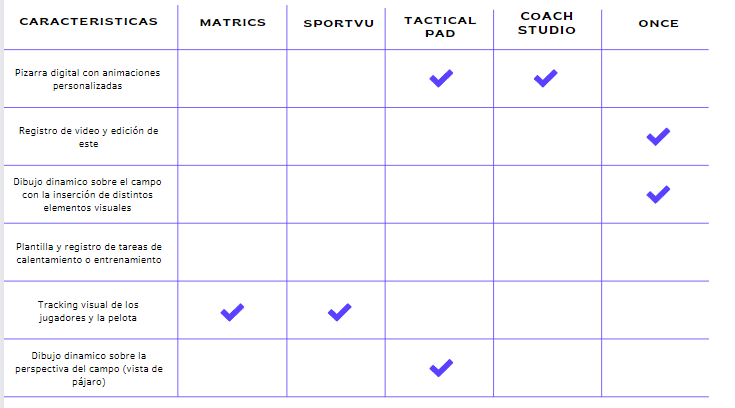 CARACTERISTICAS
MATRICS
SPORTVU
TACTICAL
PAD
COACH
STUDIO
ONCE
Pizarra digital con animaciones
personalizadas
Registro de video y edición de
este
Dibujo dinamico sobre el campo
con la inserción de distintos
elementos visuales
Plantilla y registro de tareas de
calentamiento o entrenamiento
Tracking visual de los
jugadores y la pelota
Dibujo dinamico sobre la
perspectiva del campo (vista de
pájaro)